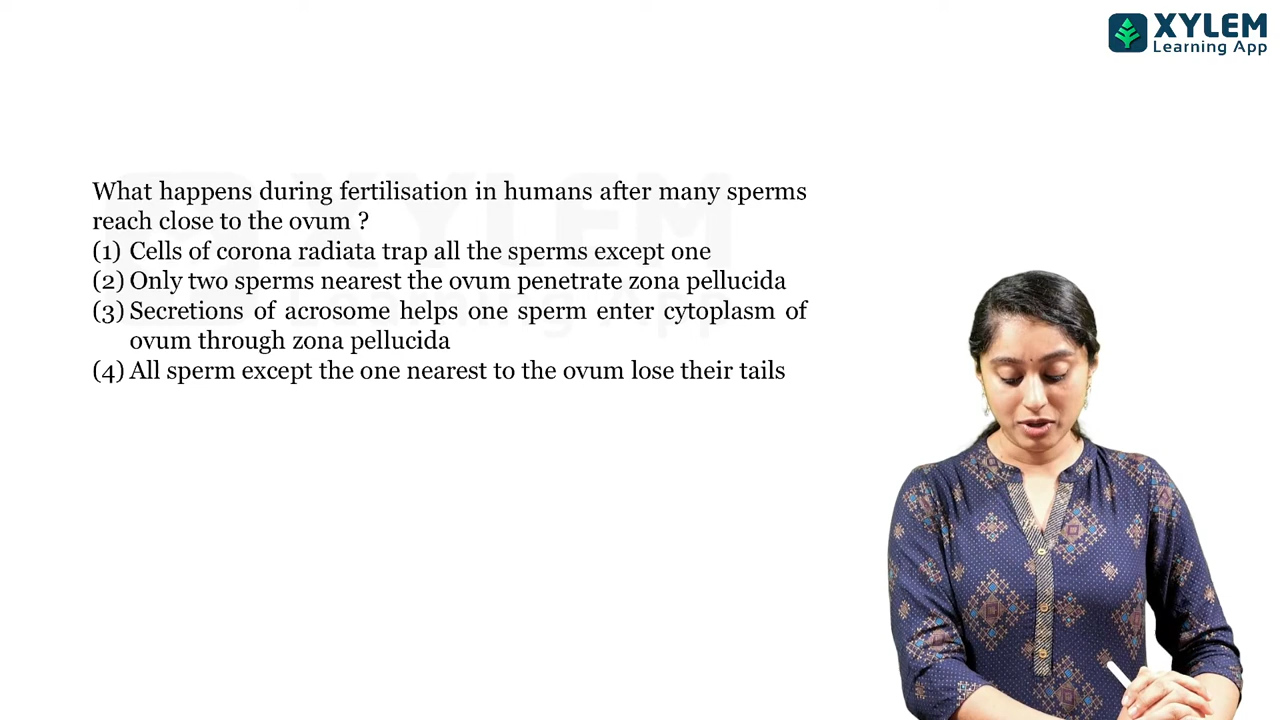 XYLEM
Learning App
What happens during fertilisation in humans after many sperms
reach close to the ovum ?
(1) Cells of corona radiata trap all the sperms except one
(2) Only two sperms nearest the ovum penetrate zona pellucida
(3) Secretions of acrosome helps one sperm enter cytoplasm of
ovum through zona pellucida
(4) All sperm except the one nearest to the ovum lose their tails
XYLEM
Learning App